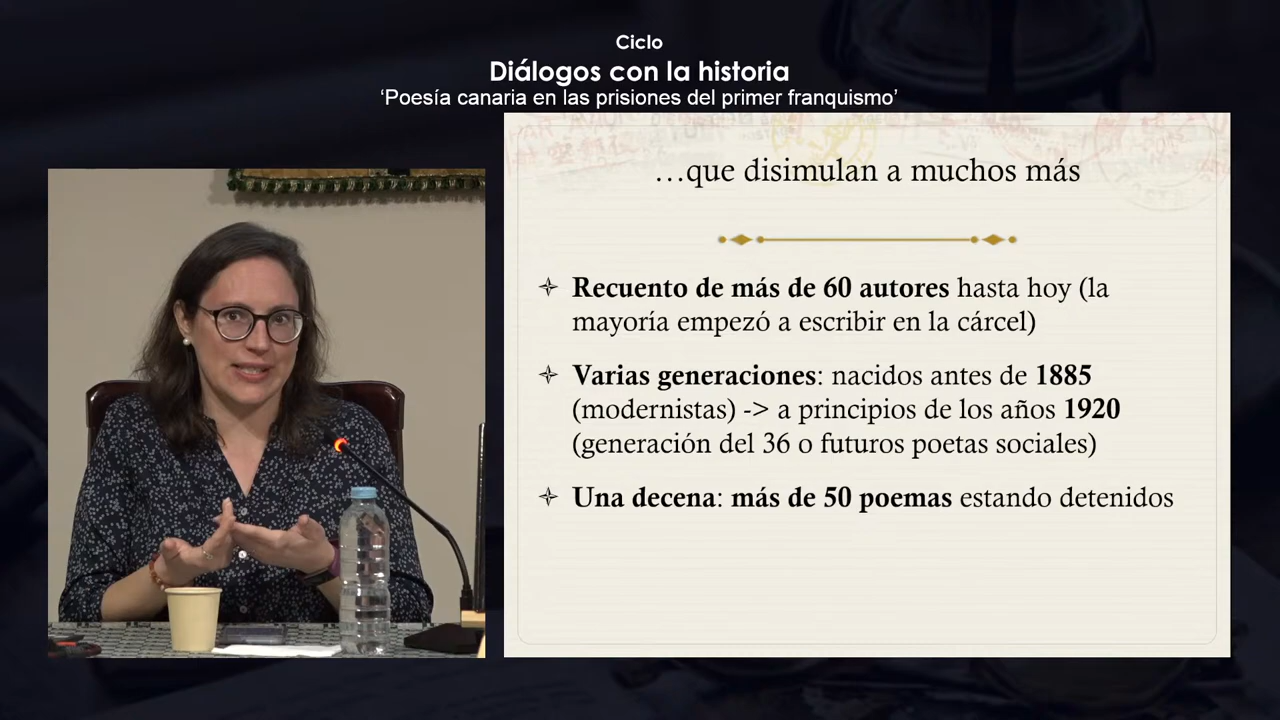 Ciclo
Diálogos con la historia
‘Poesía canaria en las prisiones del primer franquismo’
…que disimulan a muchos más
Recuento de más de 60 autores hasta hoy (la
mayoría empezó a escribir en la cárcel)
Varias generaciones: nacidos antes de 1885
(modernistas) -> a principios de los años 1920
(generación del 36 o futuros poetas sociales)
Una decena: más de 50 poemas estando detenidos